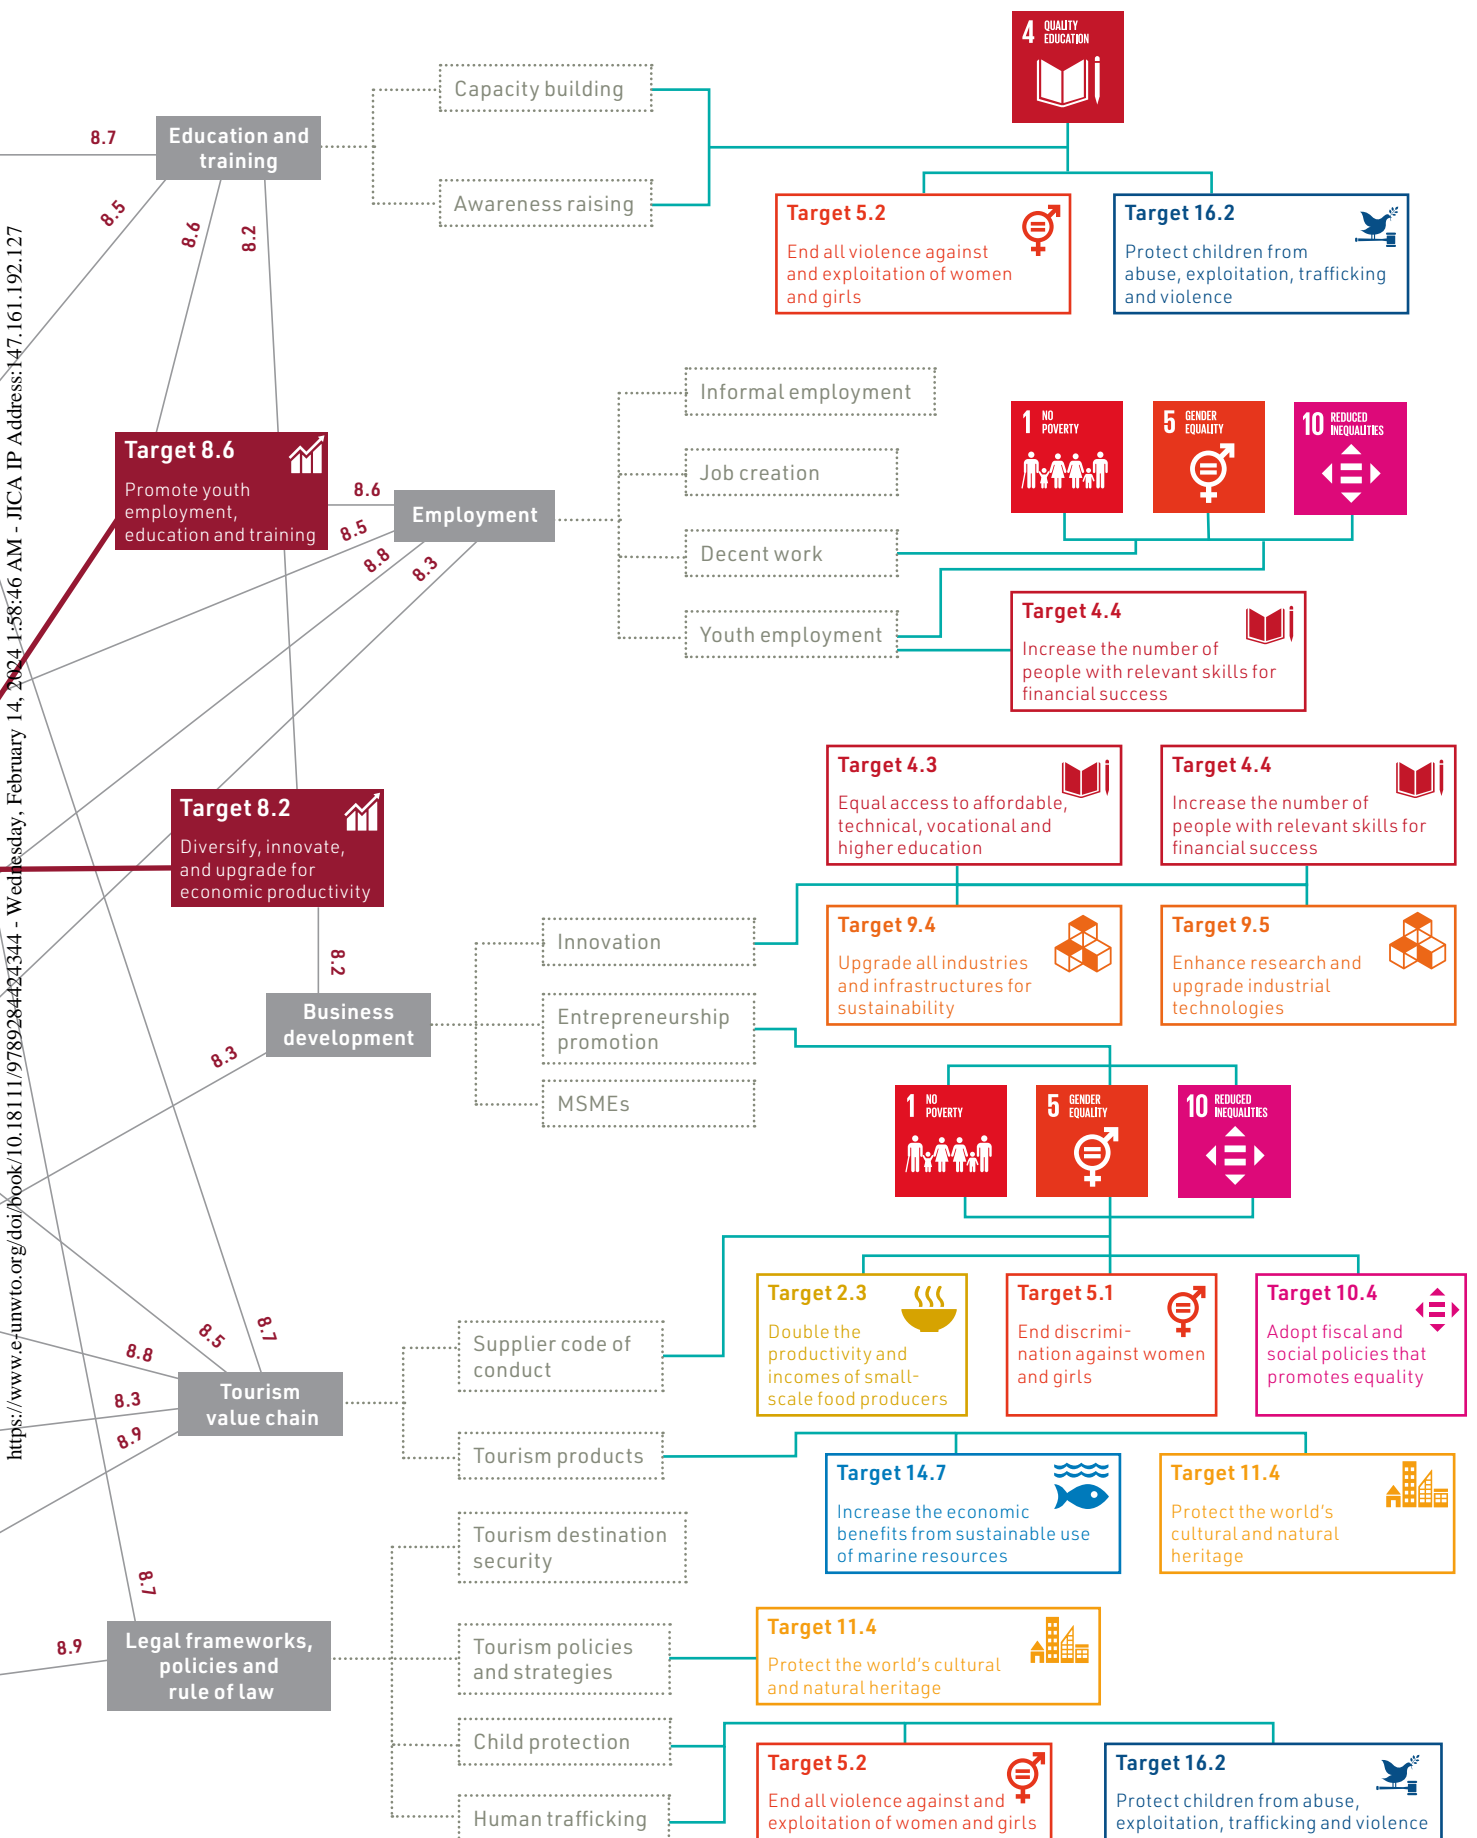 4 QUALITY
EDUCATION
Capacity building
8.7
Education and
training
Awareness raising
8.5
8.6
8.2
Target 5.2
End all violence against
and exploitation of women
and girls
Target 16.2
Protect children from
abuse, exploitation, trafficking
and violence
https://www.e-unwto.org/doi/book/10.18111/9789284424344 - Wednesday, February 14, 2024 1:58:46 AM - JICA IP Address:147.161.192.127
Informal employment
1 NO
POVERTY
5 GENDER
EQUALITY
10 REDUCED
INEQUALITIES
Target 8.6
Promote youth
employment,
education and training
Job creation
8.6
8.5
8.8
8.3
Employment
Decent work
Youth employment
Target 4.4
Increase the number of
people with relevant skills for
financial success
Target 4.3
Equal access to affordable,
technical, vocational and
higher education
Target 4.4
Increase the number of
people with relevant skills for
financial success
Target 8.2
Diversify, innovate,
and upgrade for
economic productivity
Innovation
Target 9.4
Upgrade all industries
and infrastructures for
sustainability
Target 9.5
Enhance research and
upgrade industrial
technologies
8.2
Business
development
8.3
Entrepreneurship
promotion
MSMEs
1 NO
POVERTY
5 GENDER
EQUALITY
10 REDUCED
INEQUALITIES
Target 2.3
Double the
productivity and
incomes of small-
scale food producers
Target 5.1
End discrimi-
nation against women
and girls
Target 10.4
Adopt fiscal and
social policies that
promotes equality
8.5
8.7
8.8
8.3
8.9
Tourism
value chain
Supplier code of
conduct
Tourism products
Target 14.7
Increase the economic
benefits from sustainable use
of marine resources
Target 11.4
Protect the world's
cultural and natural
heritage
Tourism destination
security
8.7
8.9
Legal frameworks,
policies and
rule of law
Tourism policies
and strategies
Target 11.4
Protect the world's cultural
and natural heritage
Child protection
Human trafficking
Target 5.2
End all violence against and
exploitation of women and girls
Target 16.2
Protect children from abuse,
exploitation, trafficking and violence